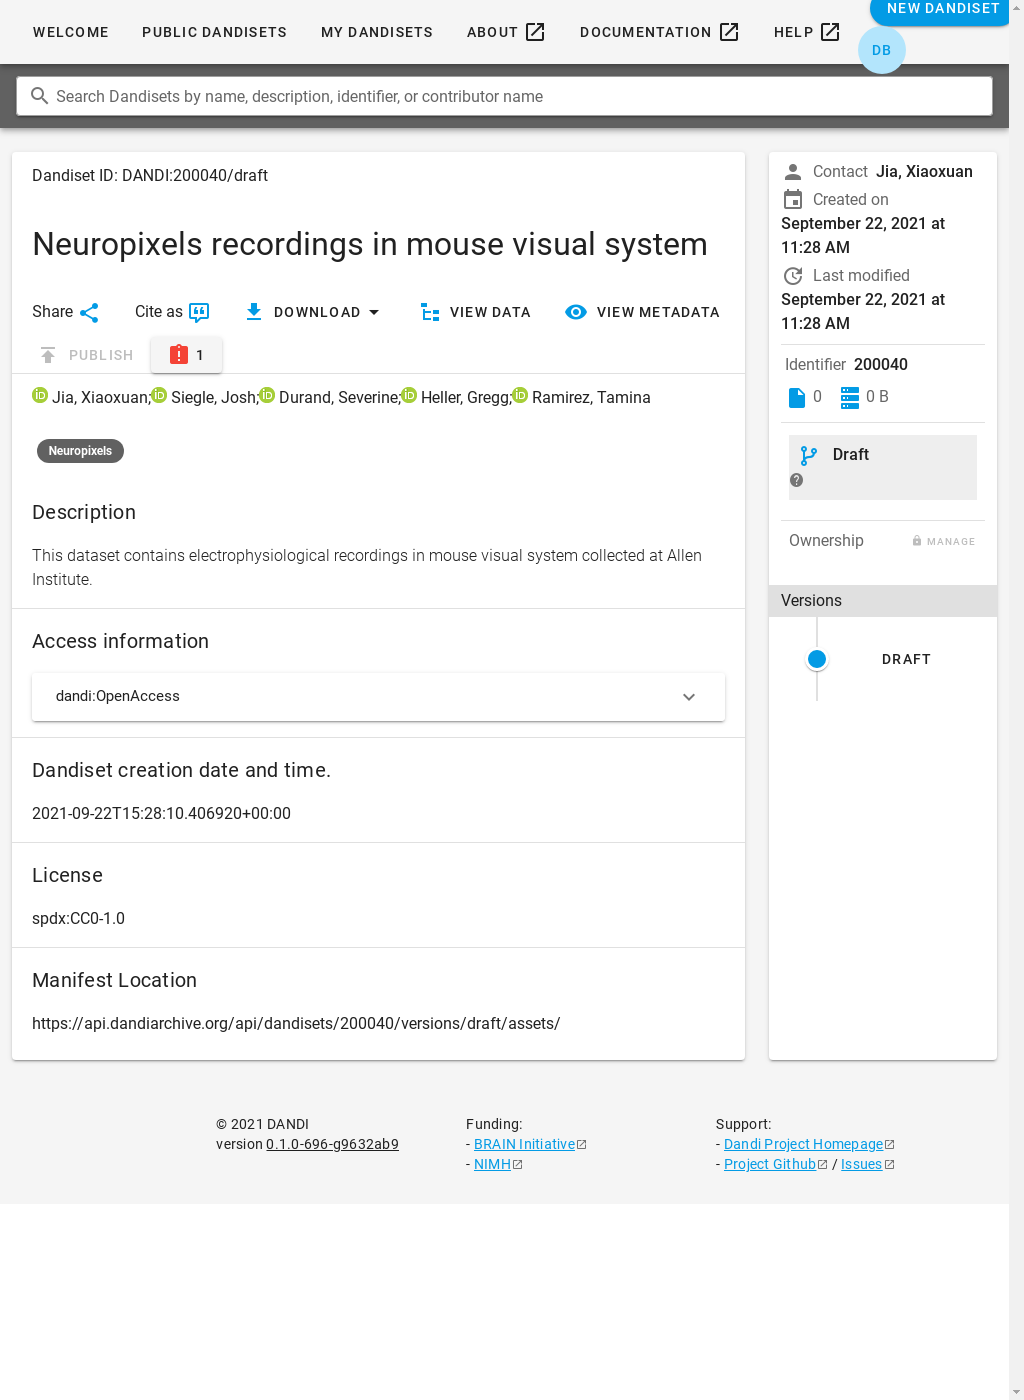 WELCOME PUBLIC DANDISETS MY DANDISETS ABOUT DOCUMENTATION HELP NEW DANDISET
DB
Search Dandisets by name, description, identifier, or contributor name
Dandiset ID: DANDI:200040/draft
Neuropixels recordings in mouse visual system
Share Cite as DOWNLOAD VIEW DATA VIEW METADATA
PUBLISH 1
iD Jia, Xiaoxuan; iD Siegle, Josh; iD Durand, Severine; iD Heller, Gregg; iD Ramirez, Tamina
Neuropixels
Description
This dataset contains electrophysiological recordings in mouse visual system collected at Allen
Institute.
Access information
dandi:OpenAccess
Dandiset creation date and time.
2021-09-22T15:28:10.406920+00:00
License
spdx:CC0-1.0
Manifest Location
https://api.dandiarchive.org/api/dandisets/200040/versions/draft/assets/
Contact Jia, Xiaoxuan
Created on
September 22, 2021 at
11:28 AM
Last modified
September 22, 2021 at
11:28 AM
Identifier 200040
0 0 B
Draft
Ownership MANAGE
Versions
DRAFT
© 2021 DANDI
version 0.1.0-696-g9632ab9
Funding:
- BRAIN Initiative
- NIMH
Support:
- Dandi Project Homepage
- Project Github / Issues